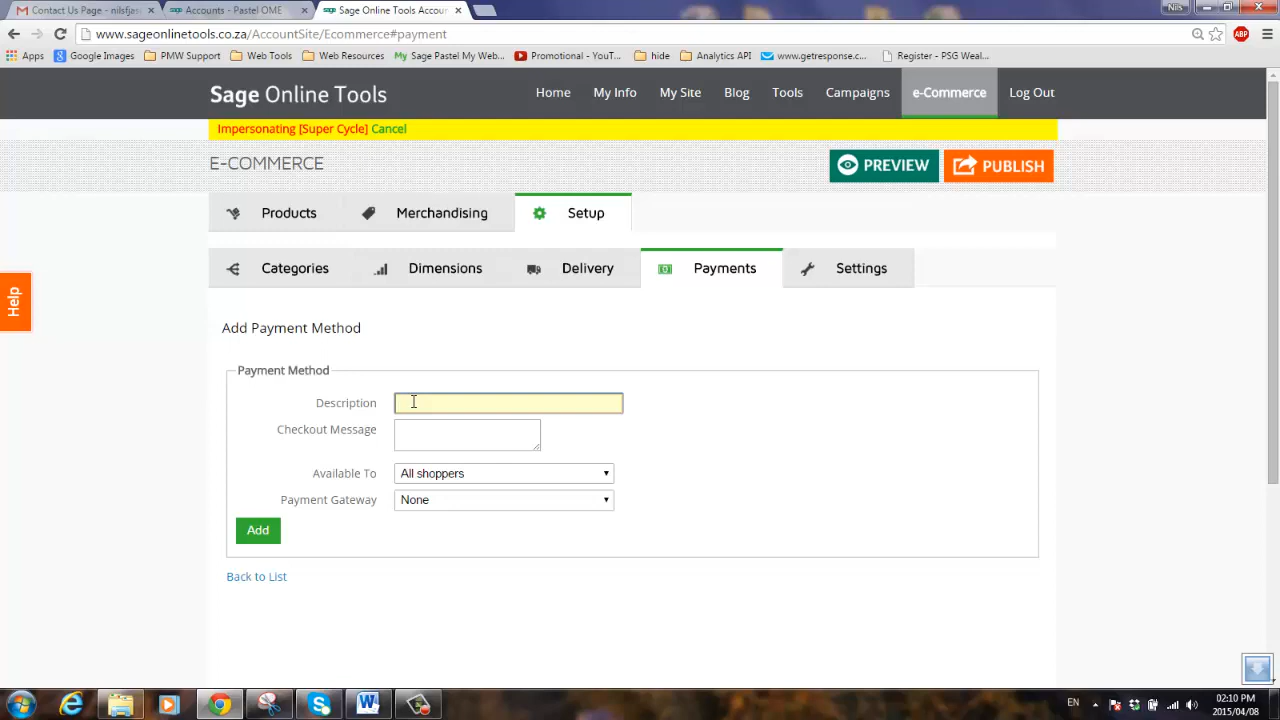 Contact Us Page - nilsfjas
Accounts - Pastel OME
Sage Online Tools Accoun
Nils
www.sageonlinetools.co.za/AccountSite/Ecommerce#payment
ABP
Apps
Google Images
PMW Support
Web Tools
Web Resources
Sage Pastel My Web...
Promotional - YouT...
hide
Analytics API
www.getresponse.c...
Register - PSG Weal...
Sage Online Tools
Home
My Info
My Site
Blog
Tools
Campaigns
e-Commerce
Log Out
Impersonating [Super Cycle] Cancel
E-COMMERCE
PREVIEW
PUBLISH
Products
Merchandising
Setup
Categories
Dimensions
Delivery
Payments
Settings
Help
Add Payment Method
Payment Method
Description
Checkout Message
Available To
All shoppers
Payment Gateway
None
Add
Back to List
EN
02:10 PM
2015/04/08